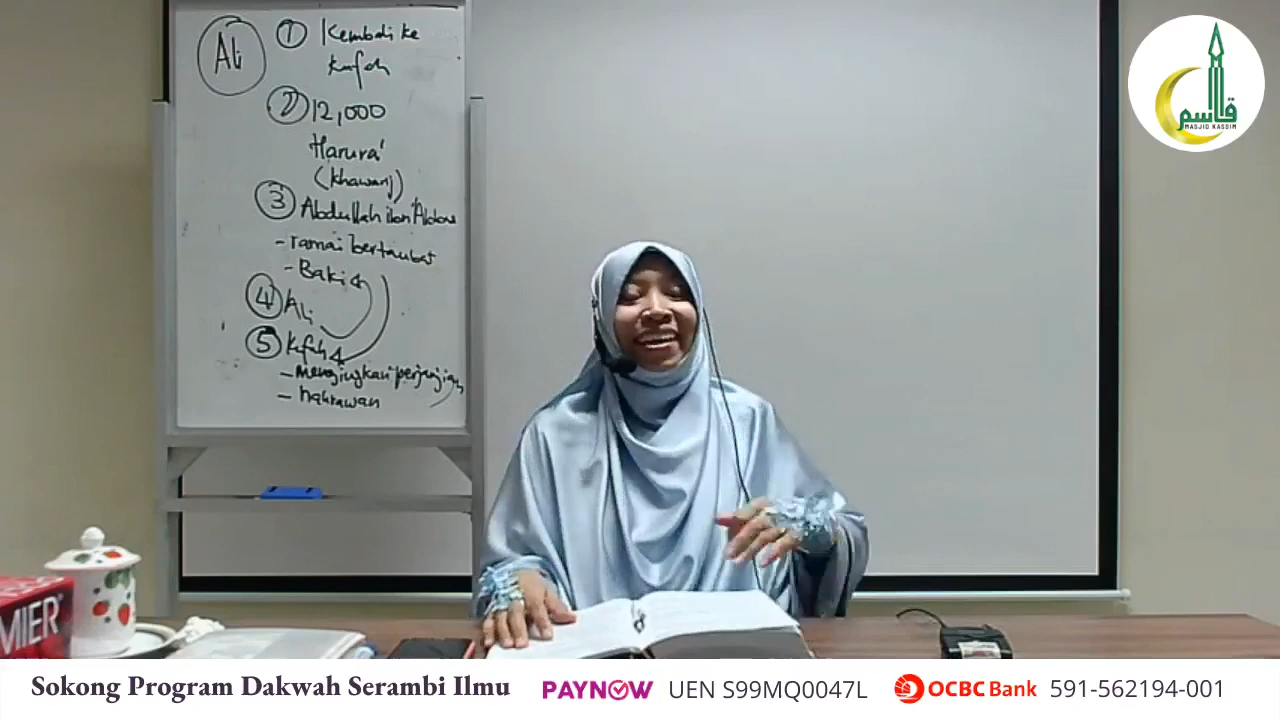 Ali
① Kembali ke
Kufah
② 12,000
Harura'
(Khawarij)
③ Abdullah ibn Abbas
- ramai bertaubat
- Baki
④ Ali
⑤ Kufah
- mengingkari perjanjian
- Nahrawan
قاسم
MASJID KASSIM
MIER
Sokong Program Dakwah Serambi Ilmu PAYNOW UEN S99MQ0047L OCBC Bank 591-562194-001